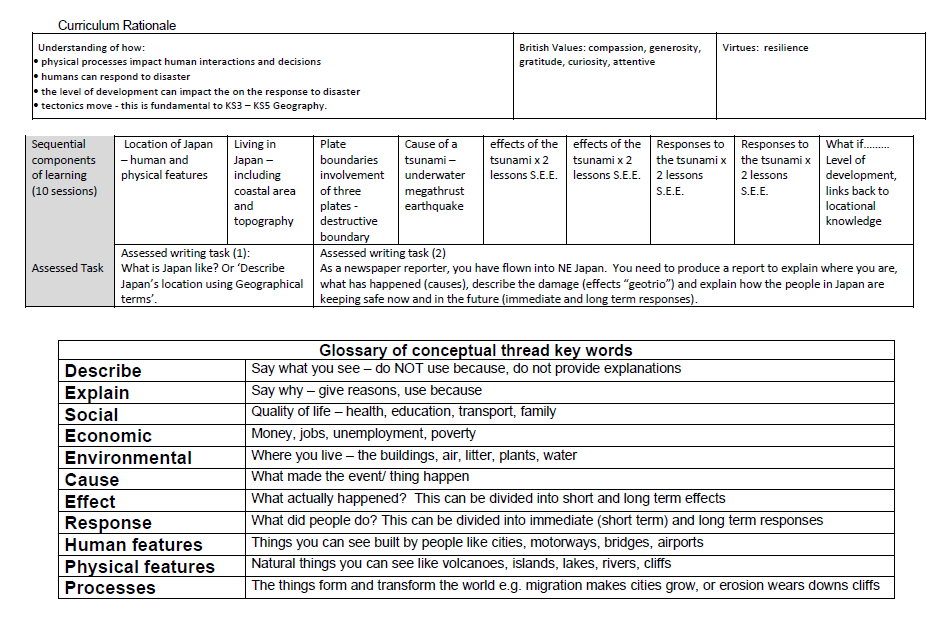 Curriculum Rationale
Understanding of how:
• physical processes impact human interactions and decisions
• humans can respond to disaster
• the level of development can impact the on the response to disaster
• tectonics move - this is fundamental to KS3 – KS5 Geography.
British Values: compassion, generosity,
gratitude, curiosity, attentive
Virtues: resilience
Sequential
components
of learning
(10 sessions)
Location of Japan
– human and
physical features
Living in
Japan –
including
coastal area
and
topography
Plate
boundaries
involvement
of three
plates -
destructive
boundary
Cause of a
tsunami –
underwater
megathrust
earthquake
effects of the
tsunami x 2
lessons S.E.E.
effects of the
tsunami x 2
lessons S.E.E.
Responses to
the tsunami x
2 lessons
S.E.E.
Responses to
the tsunami x
2 lessons
S.E.E.
What if.........
Level of
development,
links back to
locational
knowledge
Assessed Task
Assessed writing task (1):
What is Japan like? Or ‘Describe
Japan’s location using Geographical
terms’.
Assessed writing task (2)
As a newspaper reporter, you have flown into NE Japan. You need to produce a report to explain where you are,
what has happened (causes), describe the damage (effects “geotrio”) and explain how the people in Japan are
keeping safe now and in the future (immediate and long term responses).
Glossary of conceptual thread key words
Describe Say what you see – do NOT use because, do not provide explanations
Explain Say why – give reasons, use because
Social Quality of life – health, education, transport, family
Economic Money, jobs, unemployment, poverty
Environmental Where you live – the buildings, air, litter, plants, water
Cause What made the event/ thing happen
Effect What actually happened? This can be divided into short and long term effects
Response What did people do? This can be divided into immediate (short term) and long term responses
Human features Things you can see built by people like cities, motorways, bridges, airports
Physical features Natural things you can see like volcanoes, islands, lakes, rivers, cliffs
Processes The things form and transform the world e.g. migration makes cities grow, or erosion wears downs cliffs